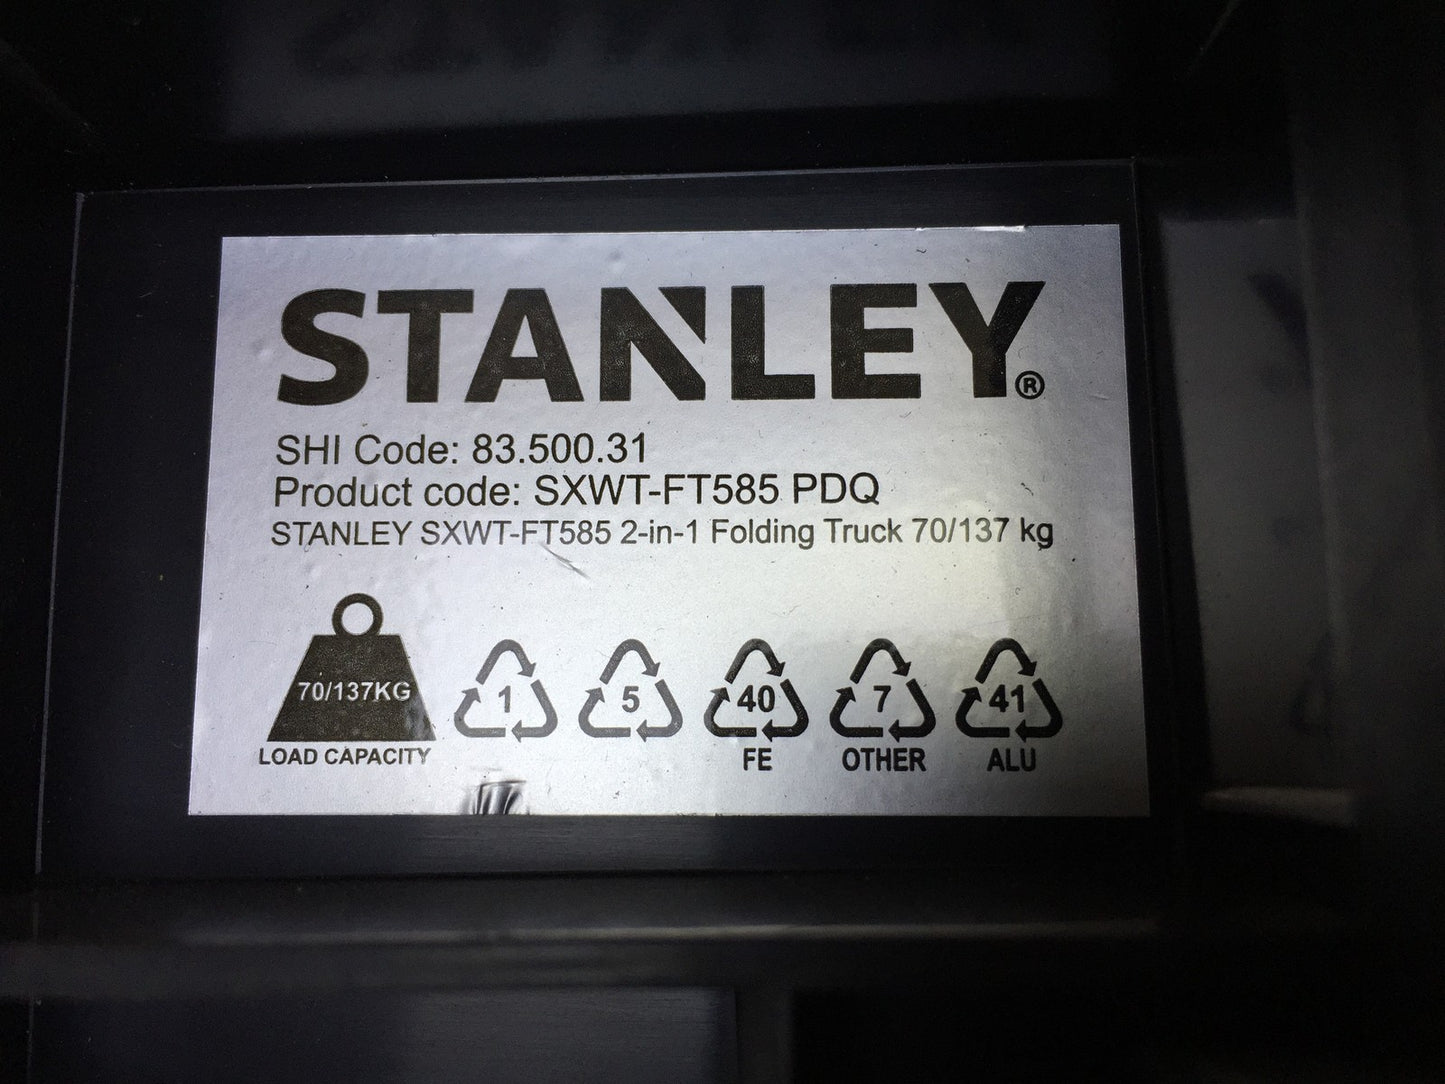 STANLEY®
SHI Code: 83.500.31
Product code: SXWT-FT585 PDQ
STANLEY SXWT-FT585 2-in-1 Folding Truck 70/137 kg
70/137KG
LOAD CAPACITY
1
5
40
FE
7
OTHER
41
ALU